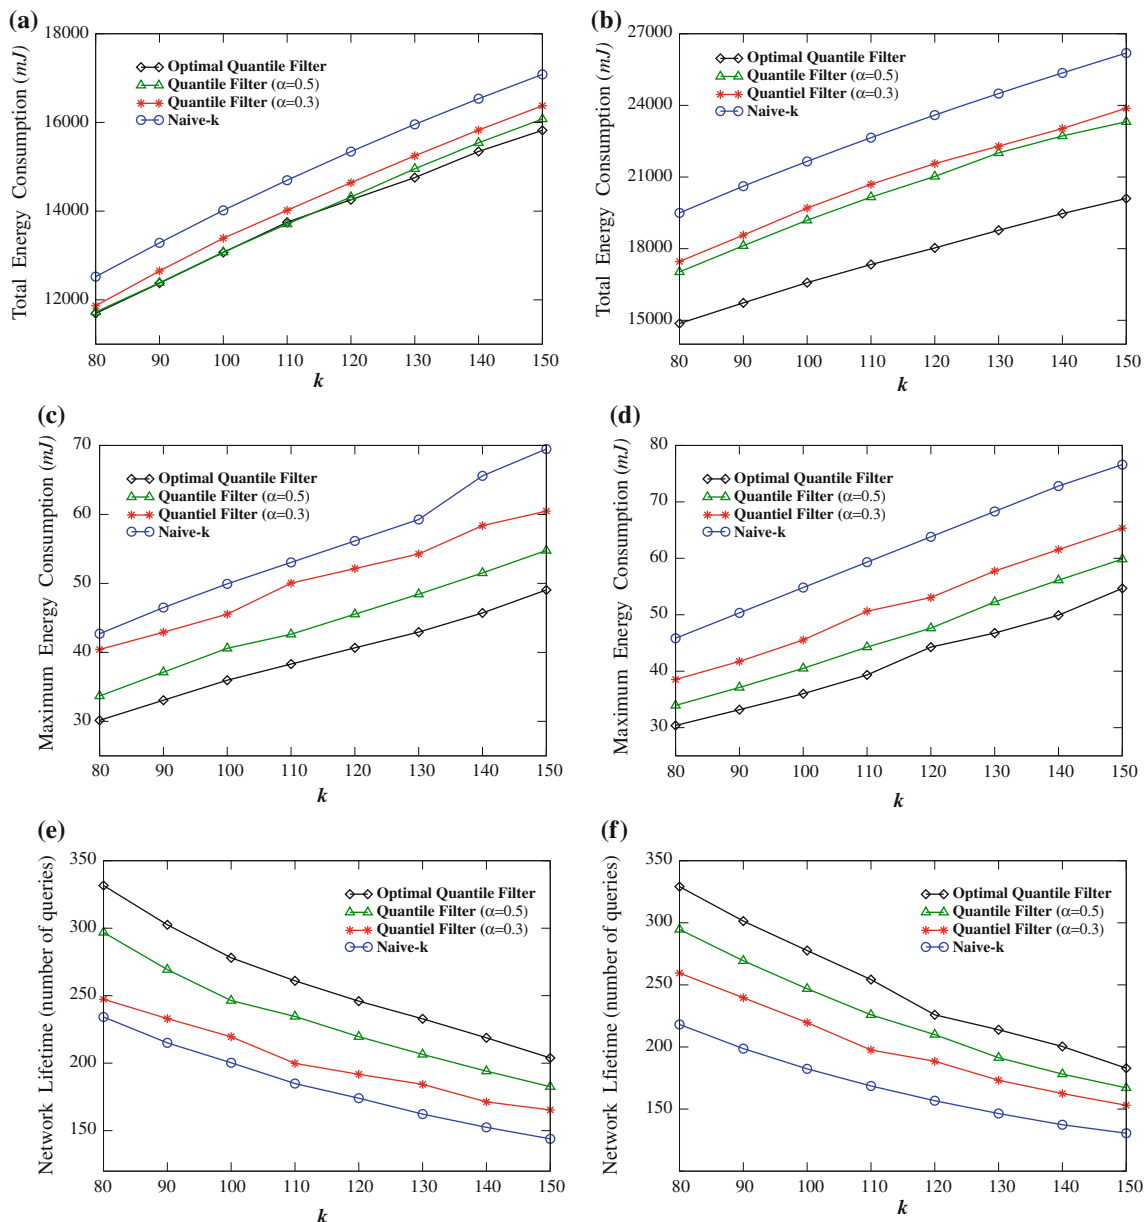 (a)
18000
16000
14000
12000
Total Energy Consumption (mJ)
Optimal Quantile Filter
Quantile Filter (α=0.5)
Quantile Filter (α=0.3)
Naive-k
80 90 100 110 120 130 140 150
k
(b)
27000
24000
21000
18000
15000
Total Energy Consumption (mJ)
Optimal Quantile Filter
Quantile Filter (α=0.5)
Quantiel Filter (α=0.3)
Naive-k
80 90 100 110 120 130 140 150
k
(c)
70
60
50
40
30
Maximum Energy Consumption (mJ)
Optimal Quantile Filter
Quantile Filter (α=0.5)
Quantiel Filter (α=0.3)
Naive-k
80 90 100 110 120 130 140 150
k
(d)
80
70
60
50
40
30
Maximum Energy Consumption (mJ)
Optimal Quantile Filter
Quantile Filter (α=0.5)
Quantiel Filter (α=0.3)
Naive-k
80 90 100 110 120 130 140 150
k
(e)
350
300
250
200
150
Network Lifetime (number of queries)
Optimal Quantile Filter
Quantile Filter (α=0.5)
Quantiel Filter (α=0.3)
Naive-k
80 90 100 110 120 130 140 150
k
(f)
350
300
250
200
150
Network Lfietime (number of queries)
Optimal Quantile Filter
Quantile Filter (α=0.5)
Quantiel Filter (α=0.3)
Naive-k
80 90 100 110 120 130 140 150
k